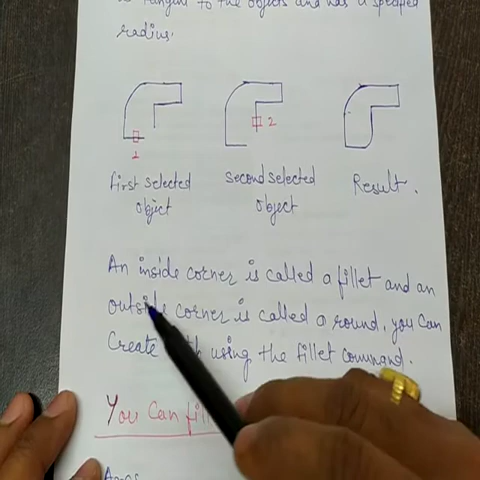 is tangent to the objects and has a specified
radius.
1
2
First selected
object
second selected
object
Result.
An inside corner is called a fillet and an
outside corner is called a round. you can
Create using the fillet command.
You Can
Arcs